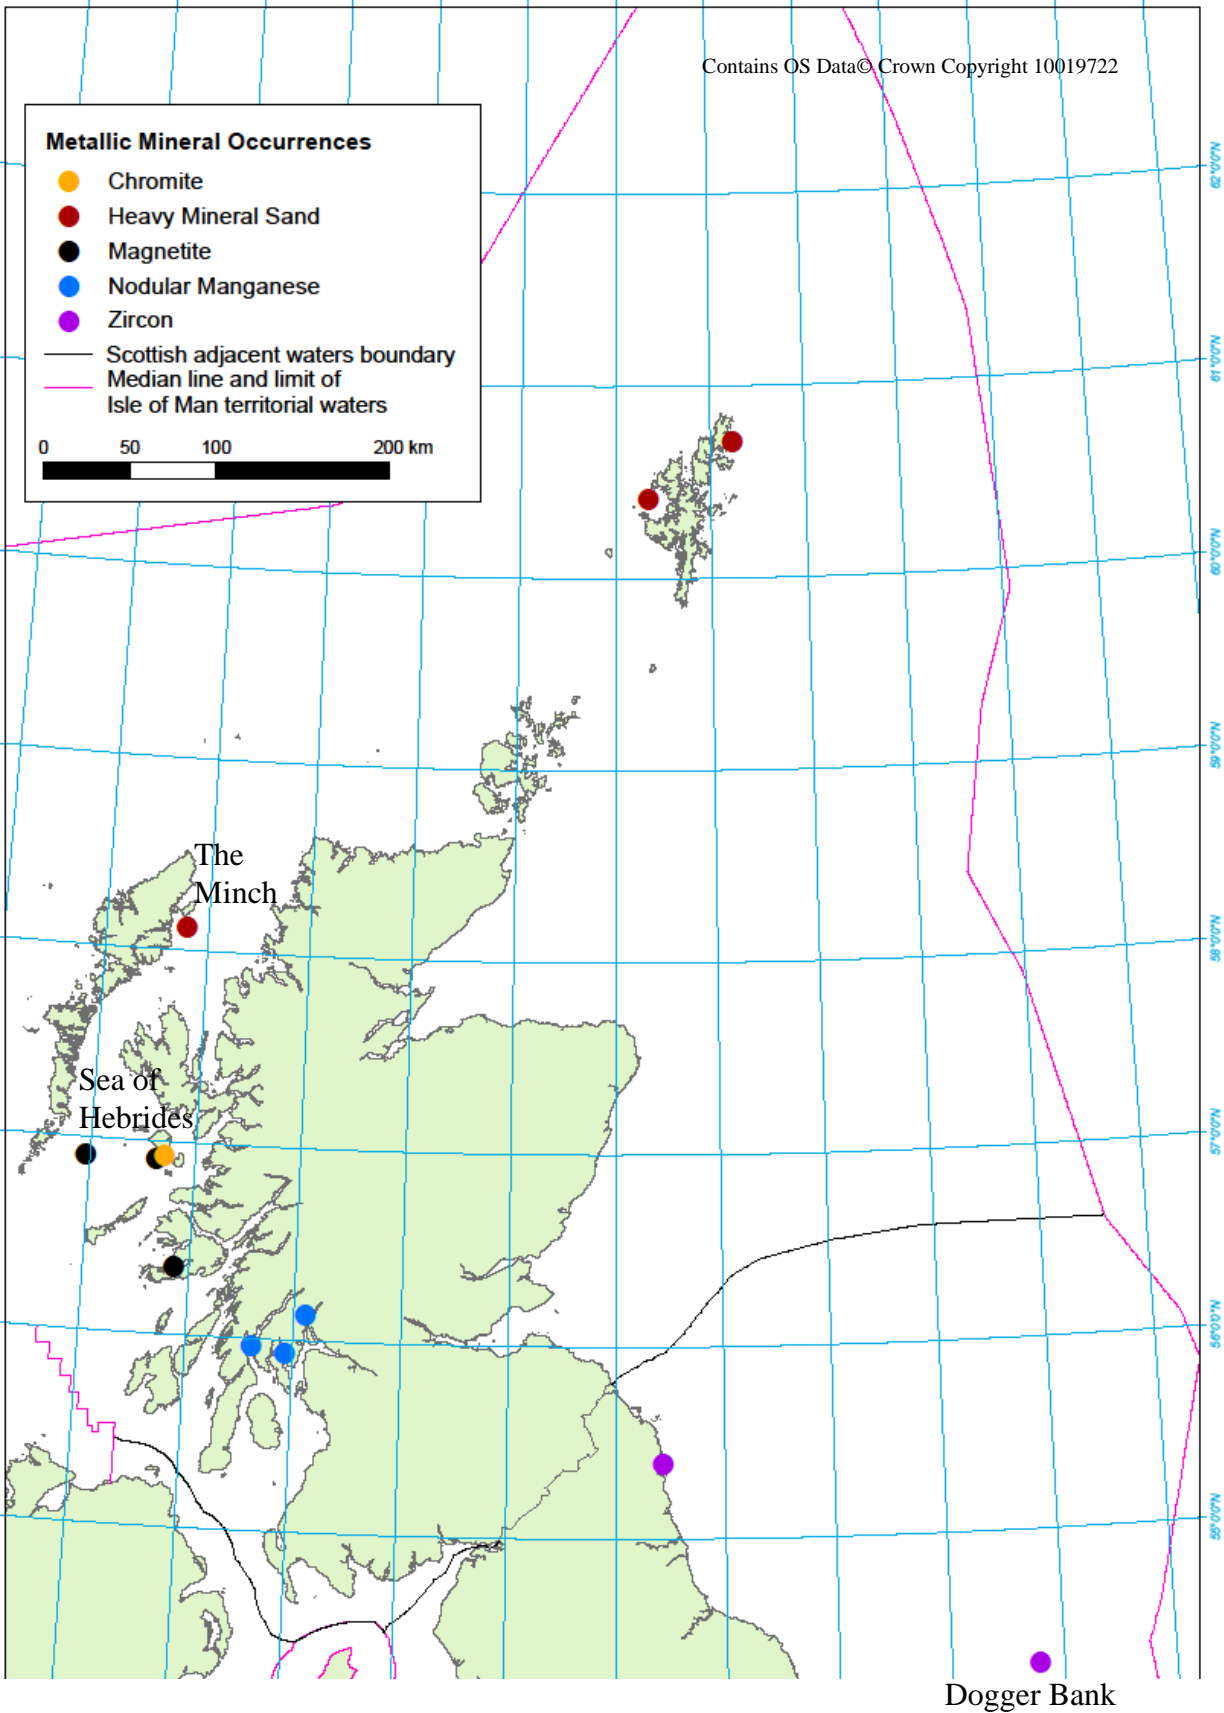 Contains OS Data© Crown Copyright 10019722
Metallic Mineral Occurrences
Chromite
Heavy Mineral Sand
Magnetite
Nodular Manganese
Zircon
Scottish adjacent waters boundary
Median line and limit of
Isle of Man territorial waters
0 50 100 200 km
62°0'0"N
61°0'0"N
60°0'0"N
59°0'0"N
The
Minch
58°0'0"N
Sea of
Hebrides
57°0'0"N
56°0'0"N
55°0'0"N
Dogger Bank